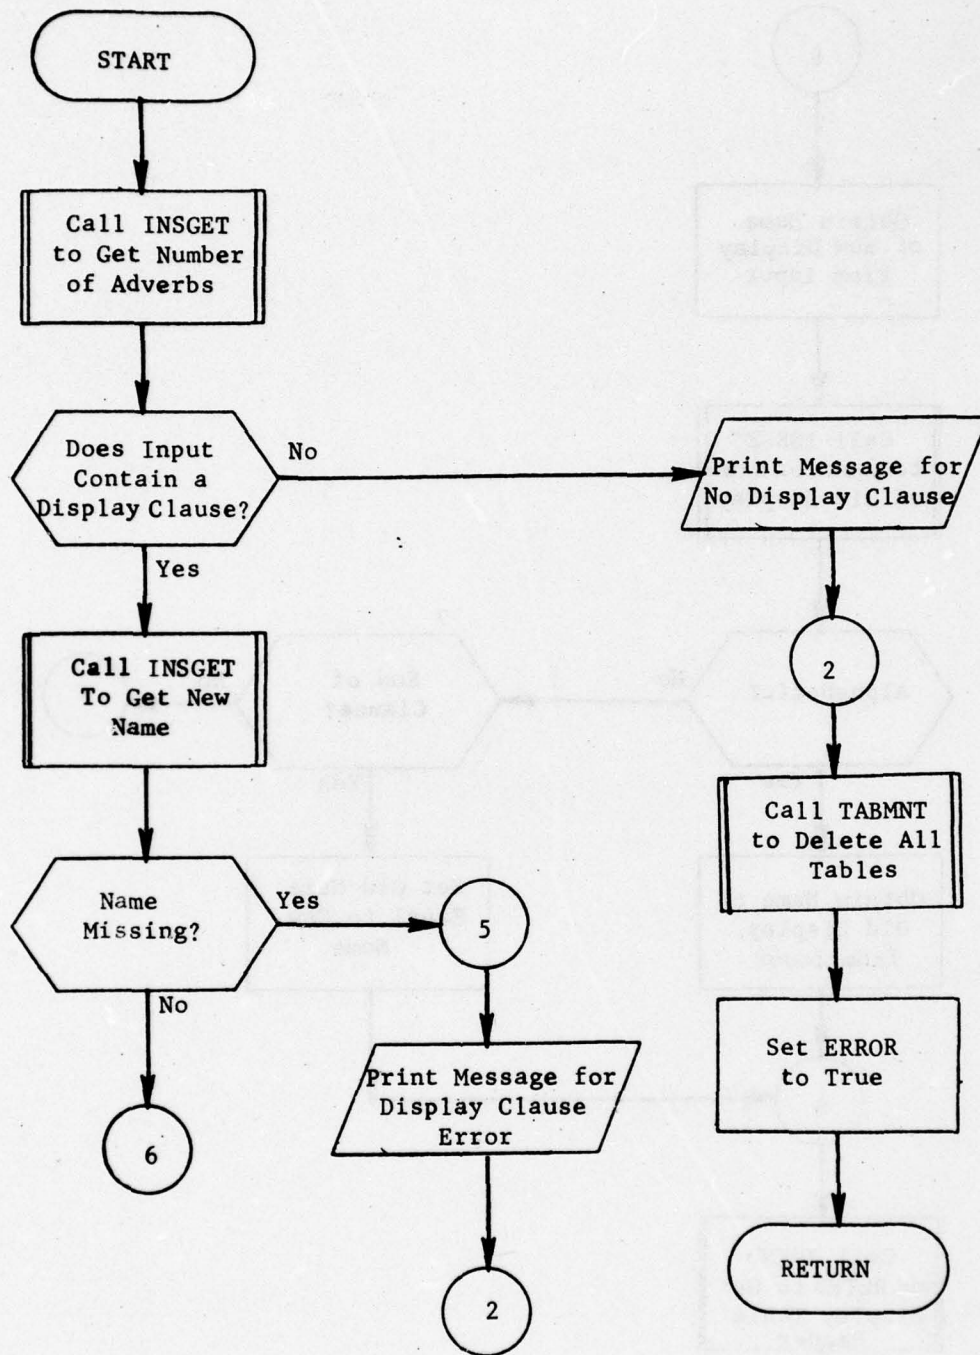 START
Call INSGET
to Get Number
of Adverbs
Does Input
Contain a
Display Clause?
No
Print Message for
No Display Clause
Yes
2
Call INSGET
To Get New
Name
Call TABMNT
to Delete All
Tables
Name
Missing?
Yes
5
No
Set ERROR
to True
Print Message for
Display Clause
Error
6
RETURN
2